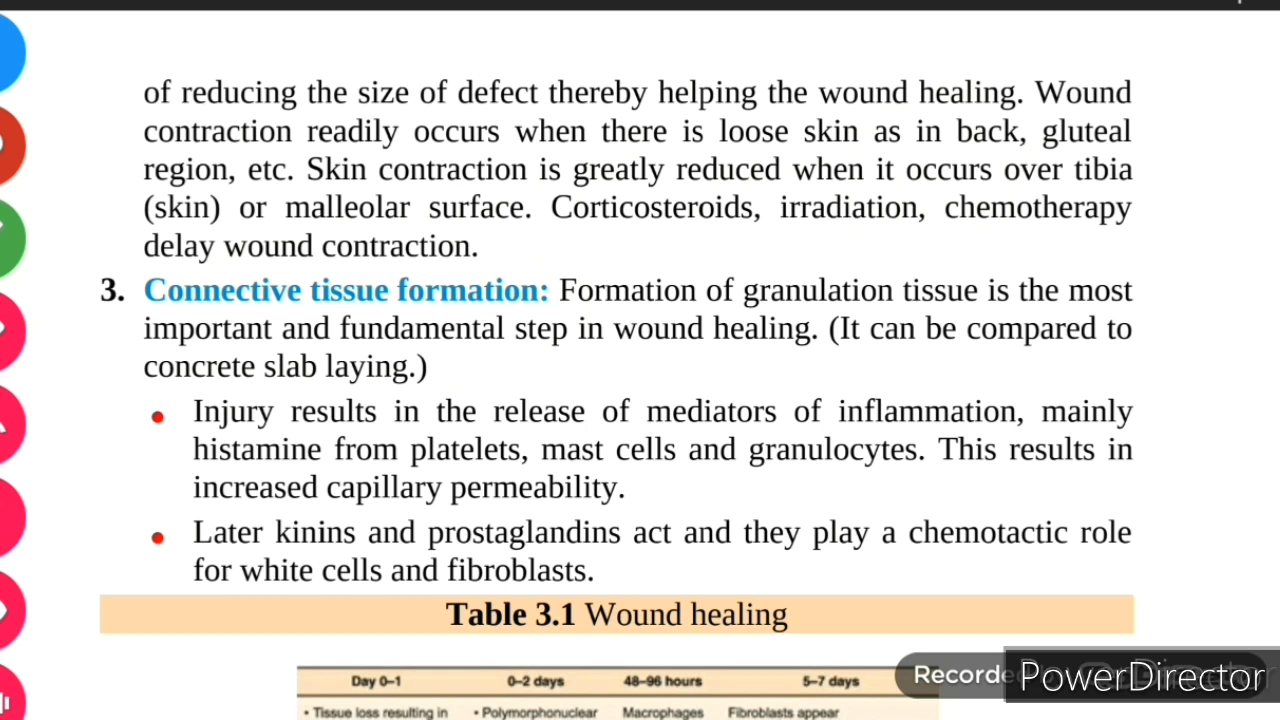 of reducing the size of defect thereby helping the wound healing. Wound
contraction readily occurs when there is loose skin as in back, gluteal
region, etc. Skin contraction is greatly reduced when it occurs over tibia
(skin) or malleolar surface. Corticosteroids, irradiation, chemotherapy
delay wound contraction.
3. Connective tissue formation: Formation of granulation tissue is the most
important and fundamental step in wound healing. (It can be compared to
concrete slab laying.)
• Injury results in the release of mediators of inflammation, mainly
histamine from platelets, mast cells and granulocytes. This results in
increased capillary permeability.
• Later kinins and prostaglandins act and they play a chemotactic role
for white cells and fibroblasts.
Table 3.1 Wound healing
Day 0–1 0–2 days 48–96 hours 5–7 days
• Tissue loss resulting in • Polymorphonuclear Macrophages Fibroblasts appear
Recorded
PowerDirector